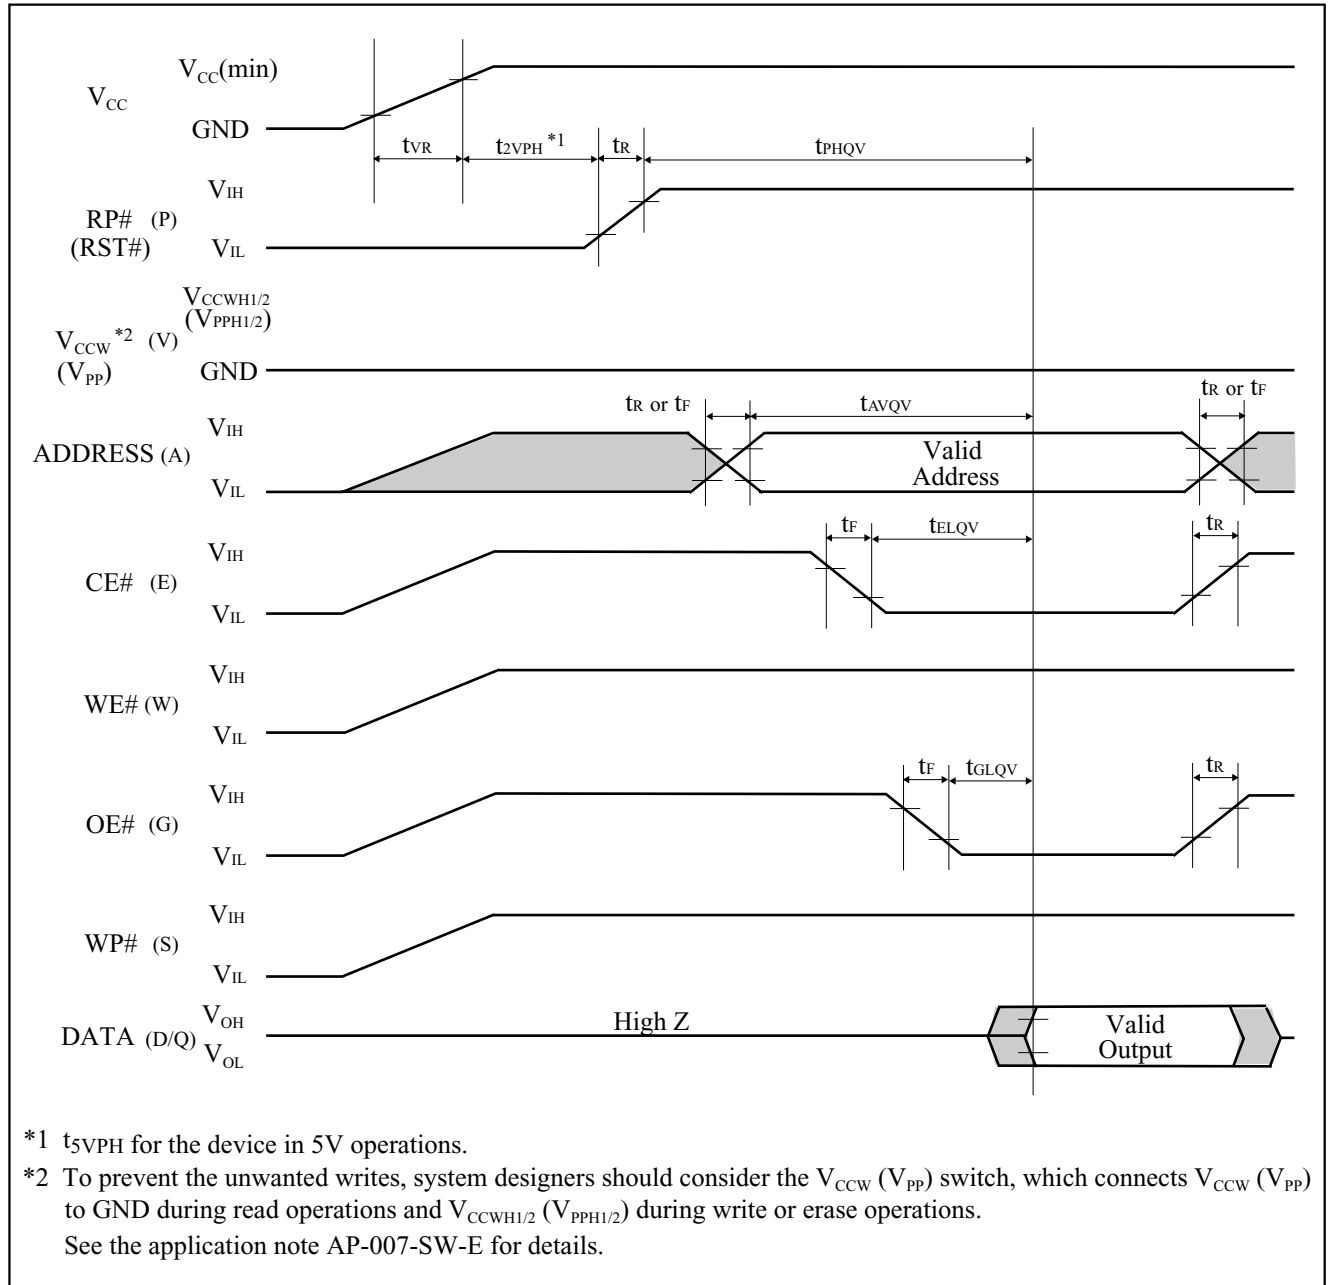 VCC(min)
VCC
GND
tVR
t2VPH *1
tR
tPHQV
VIH
RP# (P)
(RST#)
VIL
VCCWH1/2
(VPPH1/2)
VCCW *2 (V)
(VPP)
GND
tR or tF
tAVQV
tR or tF
VIH
ADDRESS (A)
Valid
Address
VIL
tF
tELQV
tR
VIH
CE# (E)
VIL
VIH
WE# (W)
VIL
tF
tGLQV
tR
VIH
OE# (G)
VIL
VIH
WP# (S)
VIL
VOH
DATA (D/Q)
VOL
High Z
Valid
Output
*1 t5VPH for the device in 5V operations.
*2 To prevent the unwanted writes, system designers should consider the VCCW (VPP) switch, which connects VCCW (VPP)
to GND during read operations and VCCWH1/2 (VPPH1/2) during write or erase operations.
See the application note AP-007-SW-E for details.